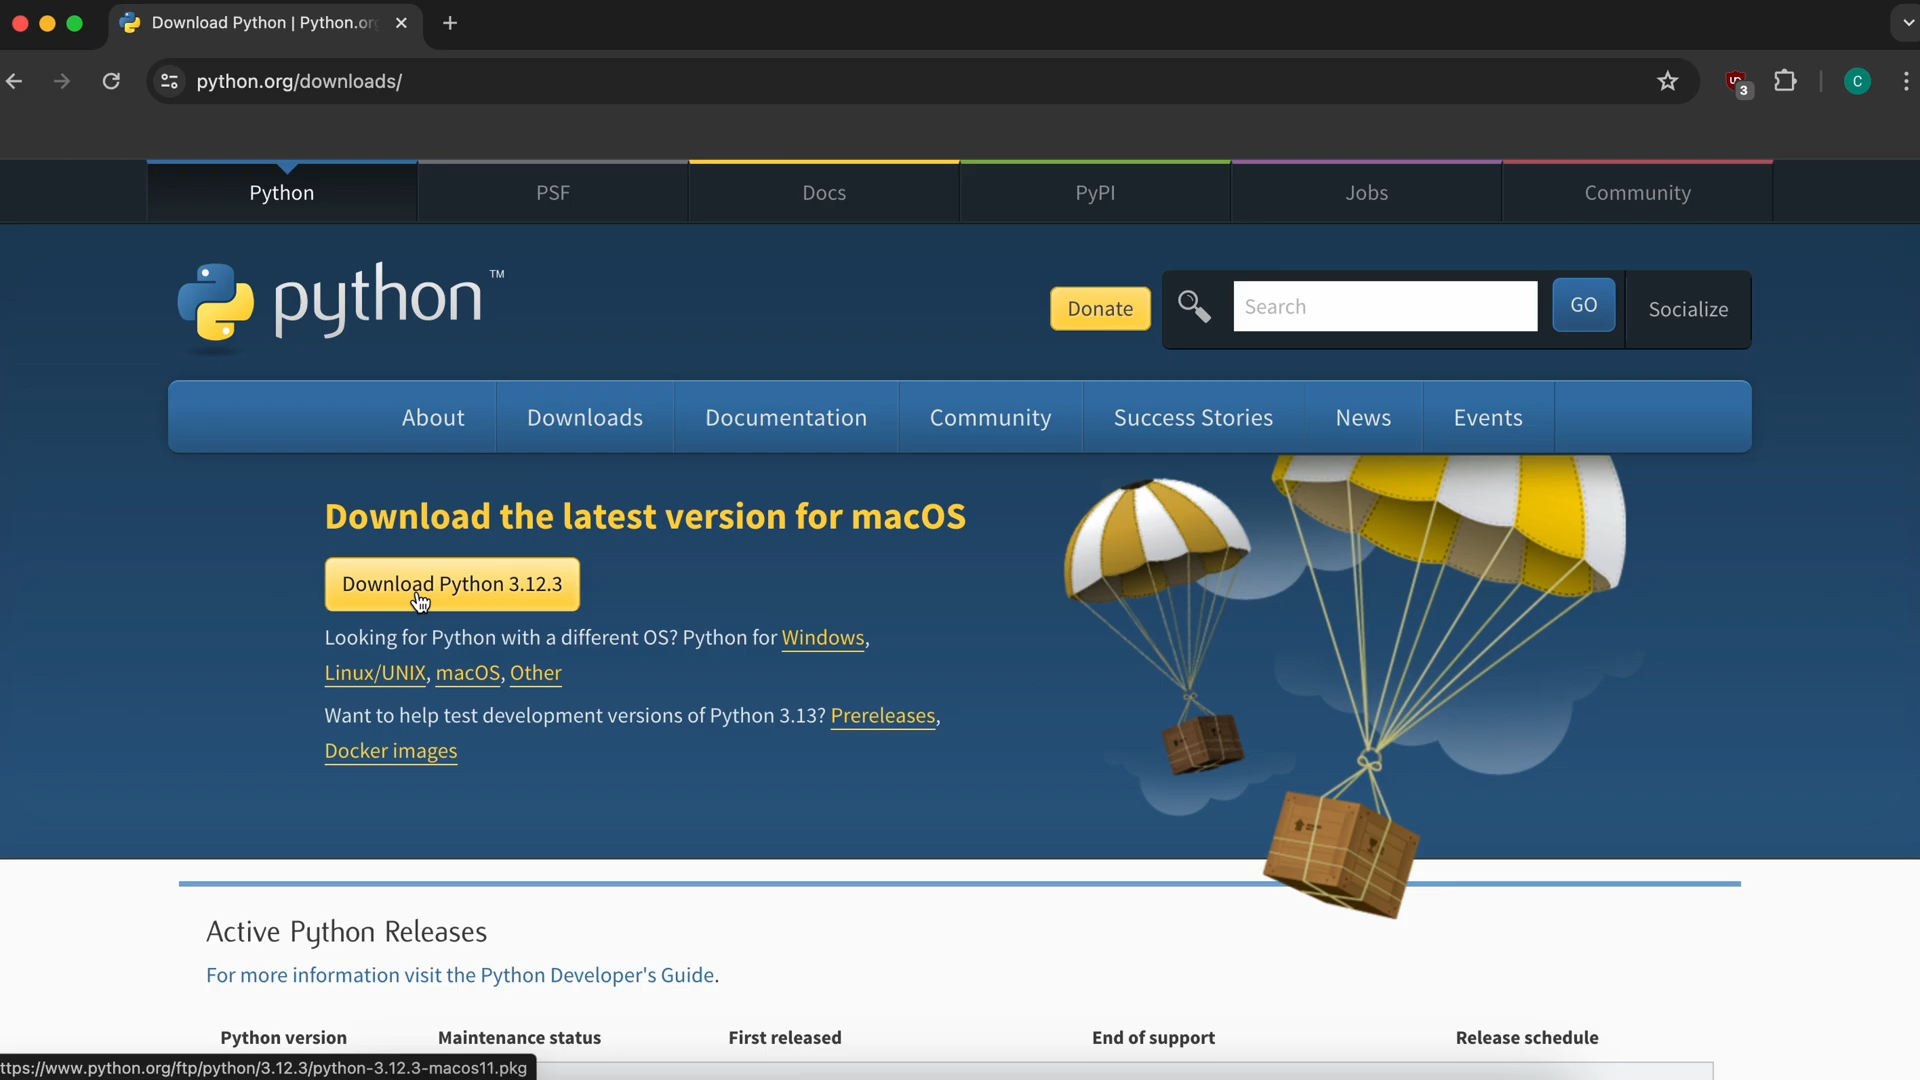 Download Python | Python.or
python.org/downloads/
3
C
Python
PSF
Docs
PyPI
Jobs
Community
python™
Donate
Search
GO
Socialize
About
Downloads
Documentation
Community
Success Stories
News
Events
Download the latest version for macOS
Download Python 3.12.3
Looking for Python with a different OS? Python for Windows,
Linux/UNIX, macOS, Other
Want to help test development versions of Python 3.13? Prereleases,
Docker images
Active Python Releases
For more information visit the Python Developer's Guide.
Python version
Maintenance status
First released
End of support
Release schedule
ttps://www.python.org/ftp/python/3.12.3/python-3.12.3-macos11.pkg